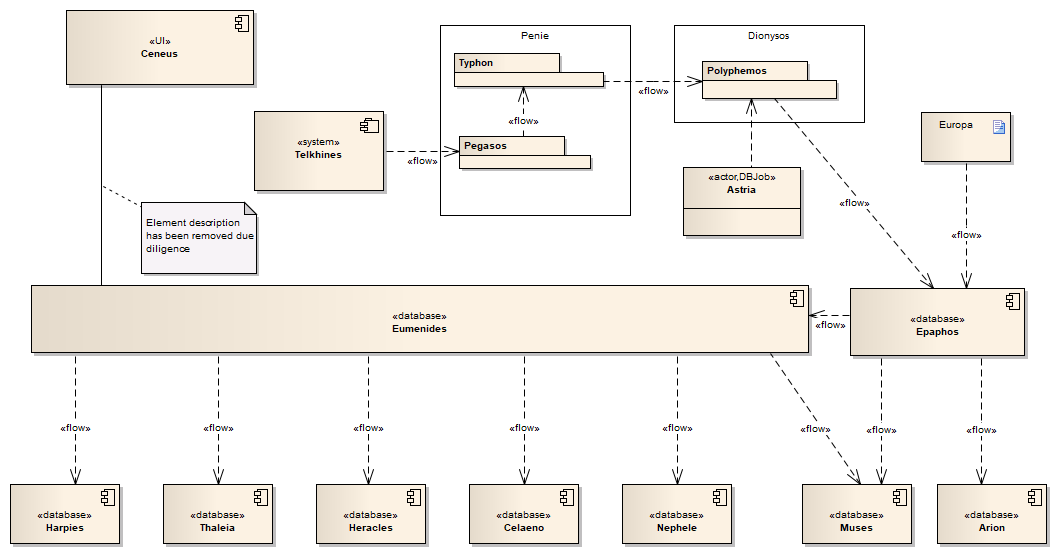 «UI»
Ceneus
Penie
Typhon
Dionysos
Polyphemos
«flow»
«flow»
«system»
Telkhines
«flow»
Pegasos
Europa
«actor,DBJob»
Astria
«flow»
Element description
has been removed due
diligence
«flow»
«database»
Eumenides
«flow»
«database»
Epaphos
«flow»
«flow»
«flow»
«flow»
«flow»
«flow»
«flow»
«flow»
«database»
Harpies
«database»
Thaleia
«database»
Heracles
«database»
Celaeno
«database»
Nephele
«database»
Muses
«database»
Arion